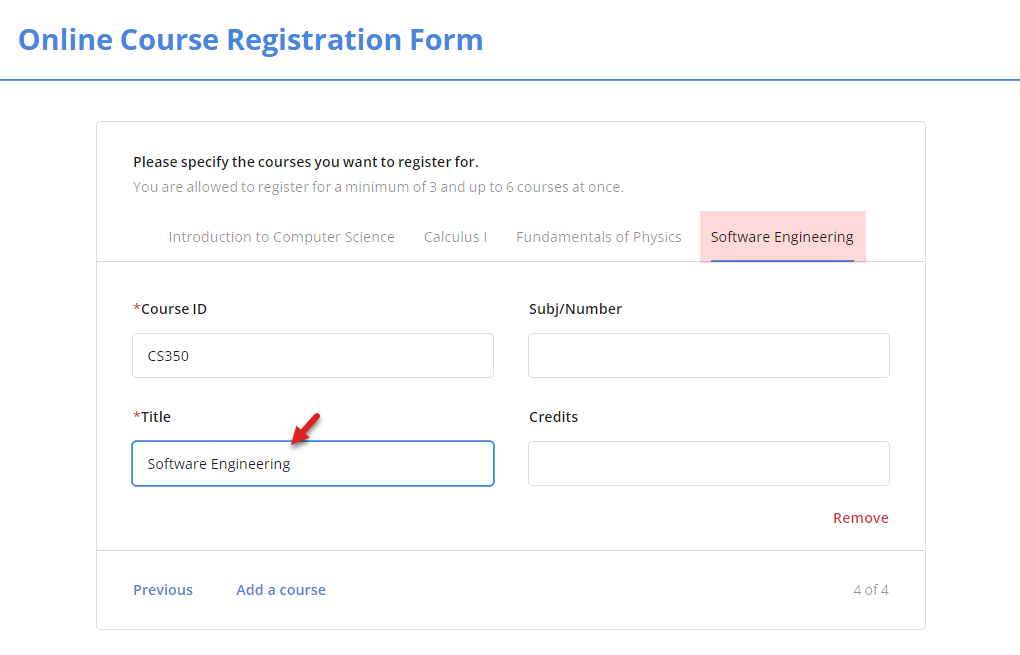 Online Course Registration Form
Please specify the courses you want to register for.
You are allowed to register for a minimum of 3 and up to 6 courses at once.
Introduction to Computer Science Calculus I Fundamentals of Physics Software Engineering
*Course ID Subj/Number
CS350
*Title Credits
Software Engineering
Remove
Previous Add a course 4 of 4